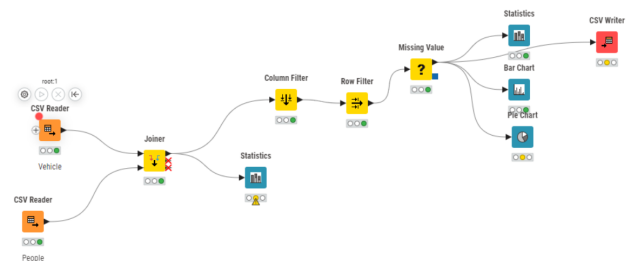 Statistics
CSV Writer
Missing Value
root:1
Column Filter
Row Filter
Bar Chart
CSV Reader
Pie Chart
Joiner
Statistics
Vehicle
CSV Reader
People